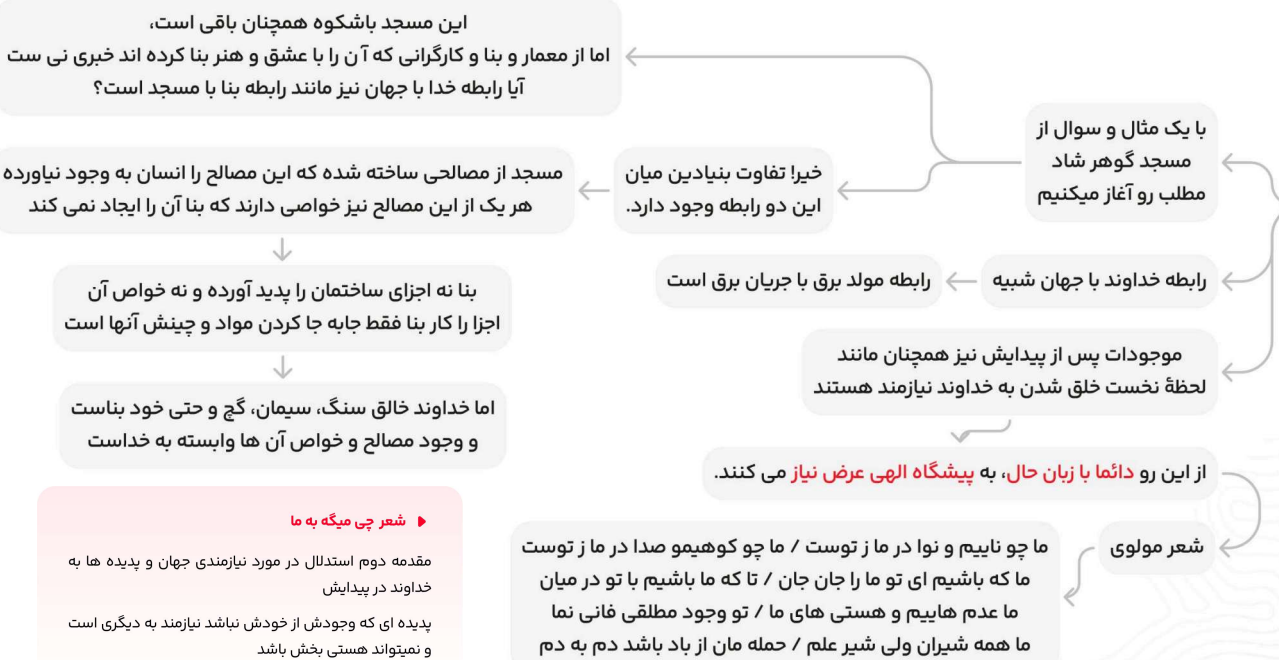 این مسجد باشکوه همچنان باقی است،
اما از معمار و بنا و کارگرانی که آن را با عشق و هنر بنا کرده اند خبری نی ست
آیا رابطه خدا با جهان نیز مانند رابطه بنا با مسجد است؟
با یک مثال و سوال از
مسجد گوهر شاد
مطلب رو آغاز میکنیم
خیر! تفاوت بنیادین میان
این دو رابطه وجود دارد.
مسجد از مصالحی ساخته شده که این مصالح را انسان به وجود نیاورده
هر یک از این مصالح نیز خواصی دارند که بنا آن را ایجاد نمی کند
بنا نه اجزای ساختمان را پدید آورده و نه خواص آن
اجزا را کار بنا فقط جابه جا کردن مواد و چینش آنها است
اما خداوند خالق سنگ، سیمان، گچ و حتی خود بناست
و وجود مصالح و خواص آن ها وابسته به خداست
رابطه خداوند با جهان شبیه
رابطه مولد برق با جریان برق است
موجودات پس از پیدایش نیز همچنان مانند
لحظۀ نخست خلق شدن به خداوند نیازمند هستند
از این رو دائما با زبان حال، به پیشگاه الهی عرض نیاز می کنند.
شعر مولوی
ما چو ناییم و نوا در ما ز توست / ما چو کوهیمو صدا در ما ز توست
ما که باشیم ای تو ما را جان جان / تا که ما باشیم با تو در میان
ما عدم هاییم و هستی های ما / تو وجود مطلقی فانی نما
ما همه شیران ولی شیر علم / حمله مان از باد باشد دم به دم
شعر چی میگه به ما
مقدمه دوم استدلال در مورد نیازمندی جهان و پدیده ها به
خداوند در پیدایش
پدیده ای که وجودش از خودش نباشد نیازمند به دیگری است
و نمیتواند هستی بخش باشد